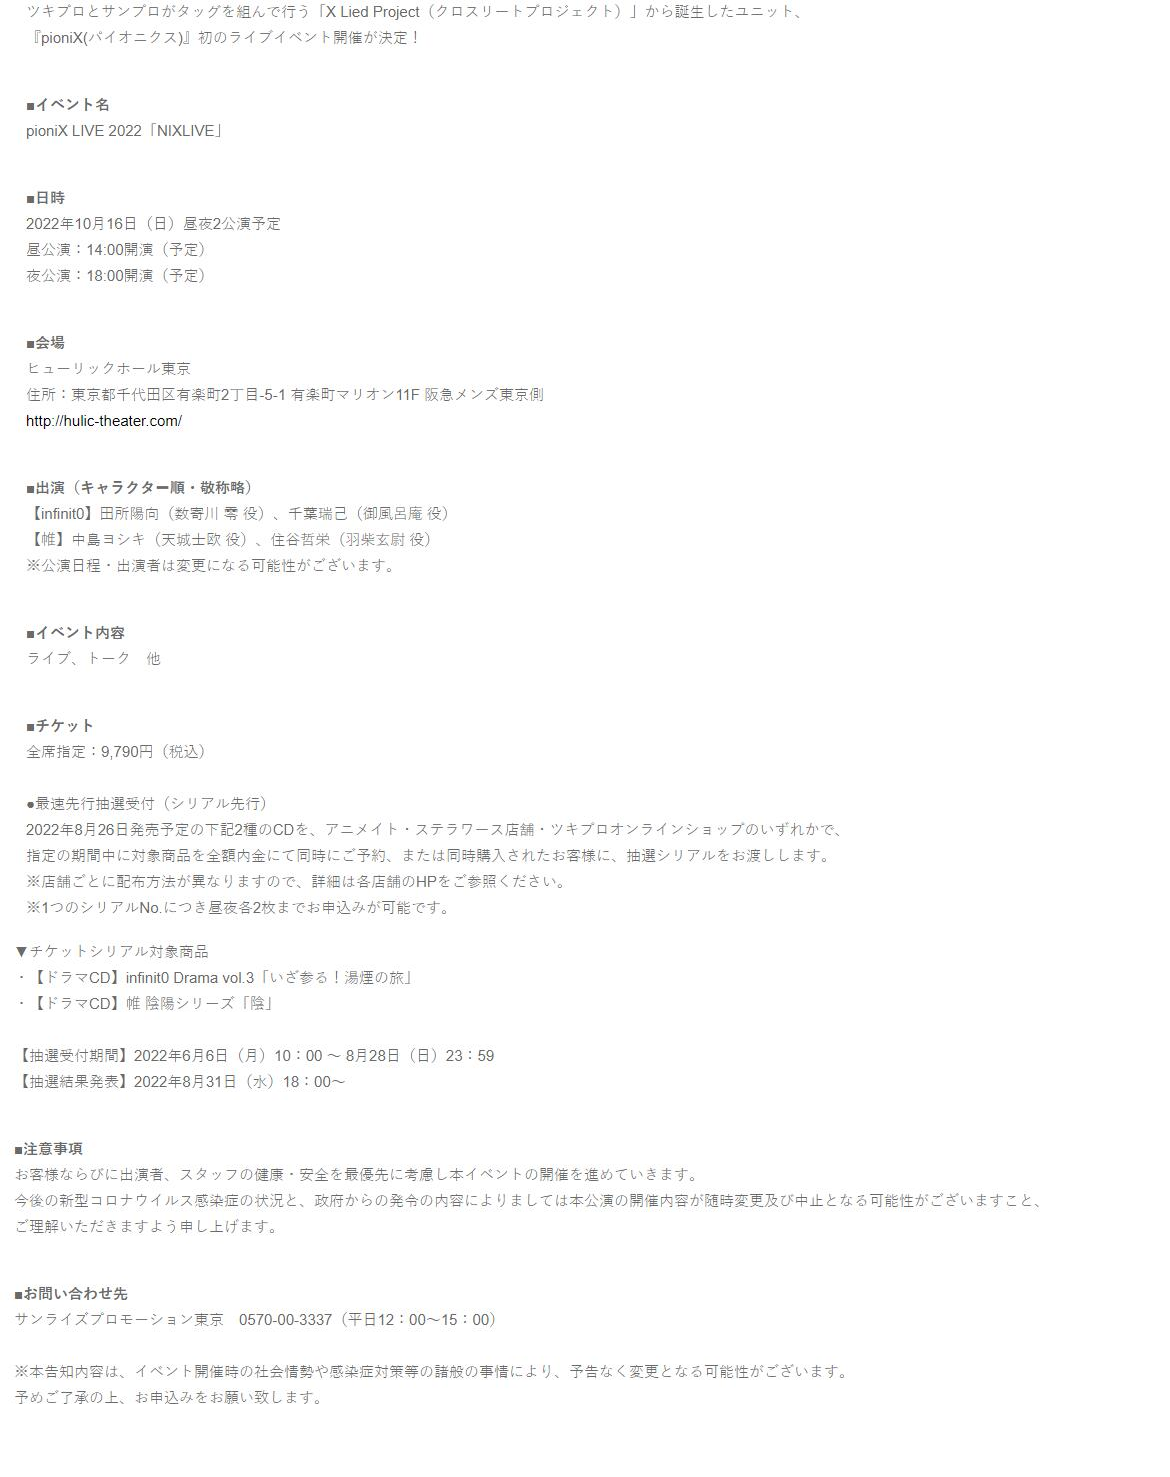 ツキプロとサンプロがタッグを組んで行う「X Lied Project（クロスリートプロジェクト）」から誕生したユニット、
『pioniX(パイオニクス)』初のライブイベント開催が決定！
■イベント名
pioniX LIVE 2022「NIXLIVE」
■日時
2022年10月16日（日）昼夜2公演予定
昼公演：14:00開演（予定）
夜公演：18:00開演（予定）
■会場
ヒューリックホール東京
住所：東京都千代田区有楽町2丁目-5-1 有楽町マリオン11F 阪急メンズ東京側
http://hulic-theater.com/
■出演（キャラクター順・敬称略）
【infinit0】田所陽向（数寄川 零 役）、千葉瑞己（御風呂庵 役）
【帷】中島ヨシキ（天城士欧 役）、住谷哲栄（羽柴玄尉 役）
※公演日程・出演者は変更になる可能性がございます。
■イベント内容
ライブ、トーク　他
■チケット
全席指定：9,790円（税込）
●最速先行抽選受付（シリアル先行）
2022年8月26日発売予定の下記2種のCDを、アニメイト・ステラワース店舗・ツキプロオンラインショップのいずれかで、
指定の期間中に対象商品を全額内金にて同時にご予約、または同時購入されたお客様に、抽選シリアルをお渡しします。
※店舗ごとに配布方法が異なりますので、詳細は各店舗のHPをご参照ください。
※1つのシリアルNo.につき昼夜各2枚までお申込みが可能です。
▼チケットシリアル対象商品
・【ドラマCD】infinit0 Drama vol.3「いざ参る！湯煙の旅」
・【ドラマCD】帷 陰陽シリーズ「陰」
【抽選受付期間】2022年6月6日（月）10：00 ～ 8月28日（日）23：59
【抽選結果発表】2022年8月31日（水）18：00～
■注意事項
お客様ならびに出演者、スタッフの健康・安全を最優先に考慮し本イベントの開催を進めていきます。
今後の新型コロナウイルス感染症の状況と、政府からの発令の内容によりましては本公演の開催内容が随時変更及び中止となる可能性がございますこと、
ご理解いただきますよう申し上げます。
■お問い合わせ先
サンライズプロモーション東京　0570-00-3337（平日12：00～15：00）
※本告知内容は、イベント開催時の社会情勢や感染症対策等の諸般の事情により、予告なく変更となる可能性がございます。
予めご了承の上、お申込みをお願い致します。